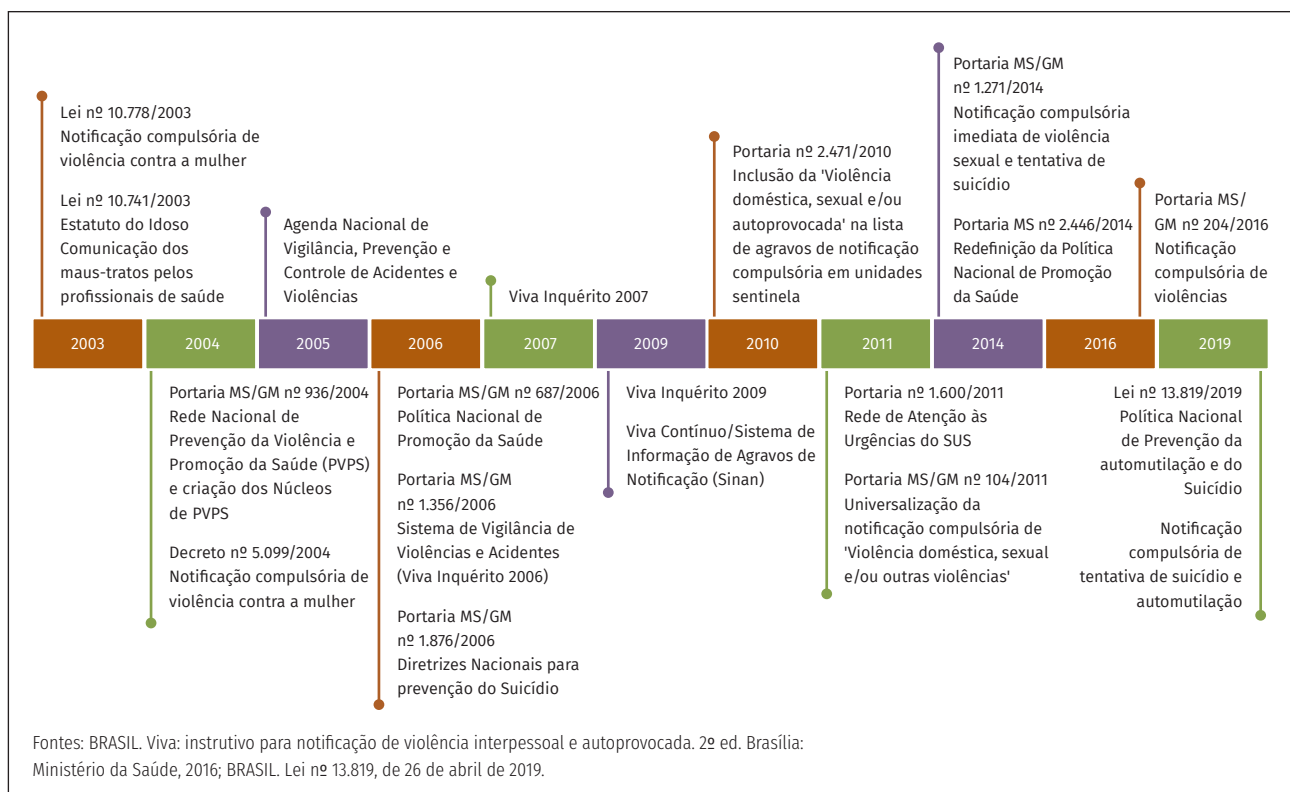 Lei nº 10.778/2003
Notificação compulsória de
violência contra a mulher
Lei nº 10.741/2003
Estatuto do Idoso
Comunicação dos
maus-tratos pelos
profissionais de saúde
Agenda Nacional de
Vigilância, Prevenção e
Controle de Acidentes e
Violências
Viva Inquérito 2007
Portaria nº 2.471/2010
Inclusão da 'Violência
doméstica, sexual e/ou
autoprovocada' na lista
de agravos de notificação
compulsória em unidades
sentinela
Portaria MS/GM
nº 1.271/2014
Notificação compulsória
imediata de violência
sexual e tentativa de
suicídio
Portaria MS nº 2.446/2014
Redefinição da Política
Nacional de Promoção
da Saúde
Portaria MS/
GM nº 204/2016
Notificação
compulsória de
violências
2003
2004
2005
2006
2007
2009
2010
2011
2014
2016
2019
Portaria MS/GM nº 936/2004
Rede Nacional de
Prevenção da Violência e
Promoção da Saúde (PVPS)
e criação dos Núcleos
de PVPS
Decreto nº 5.099/2004
Notificação compulsória de
violência contra a mulher
Portaria MS/GM nº 687/2006
Política Nacional de
Promoção da Saúde
Portaria MS/GM
nº 1.356/2006
Sistema de Vigilância de
Violências e Acidentes
(Viva Inquérito 2006)
Portaria MS/GM
nº 1.876/2006
Diretrizes Nacionais para
prevenção do Suicídio
Viva Inquérito 2009
Viva Contínuo/Sistema de
Informação de Agravos de
Notificação (Sinan)
Portaria nº 1.600/2011
Rede de Atenção às
Urgências do SUS
Portaria MS/GM nº 104/2011
Universalização da
notificação compulsória de
'Violência doméstica, sexual
e/ou outras violências'
Lei nº 13.819/2019
Política Nacional
de Prevenção da
automutilação e do
Suicídio
Notificação
compulsória de
tentativa de suicídio e
automutilação
Fontes: BRASIL. Viva: instrutivo para notificação de violência interpessoal e autoprovocada. 2º ed. Brasília:
Ministério da Saúde, 2016; BRASIL. Lei nº 13.819, de 26 de abril de 2019.